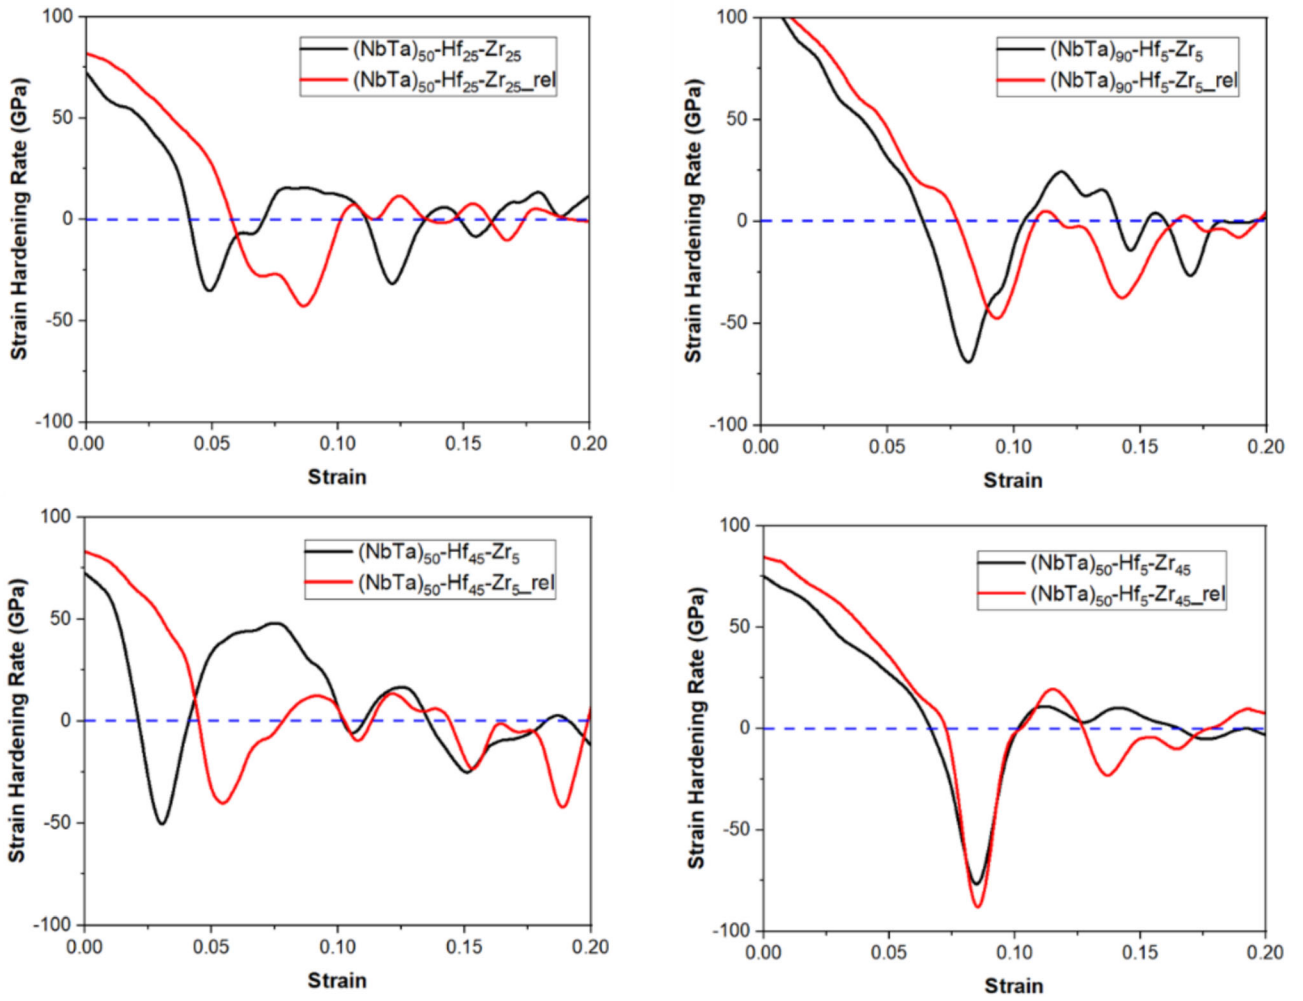 100
50
0
-50
-100
0.00
0.05
0.10
0.15
0.20
Strain Hardening Rate (GPa)
Strain
(NbTa)₅₀-Hf₂₅-Zr₂₅
(NbTa)₅₀-Hf₂₅-Zr₂₅_rel
100
50
0
-50
-100
0.00
0.05
0.10
0.15
0.20
Strain Hardening Rate (GPa)
Strain
(NbTa)₉₀-Hf₅-Zr₅
(NbTa)₉₀-Hf₅-Zr₅_rel
100
50
0
-50
-100
0.00
0.05
0.10
0.15
0.20
Strain Hardening Rate (GPa)
Strain
(NbTa)₅₀-Hf₄₅-Zr₅
(NbTa)₅₀-Hf₄₅-Zr₅_rel
100
50
0
-50
-100
0.00
0.05
0.10
0.15
0.20
Strain Hardening Rate (GPa)
Strain
(NbTa)₅₀-Hf₅-Zr₄₅
(NbTa)₅₀-Hf₅-Zr₄₅_rel